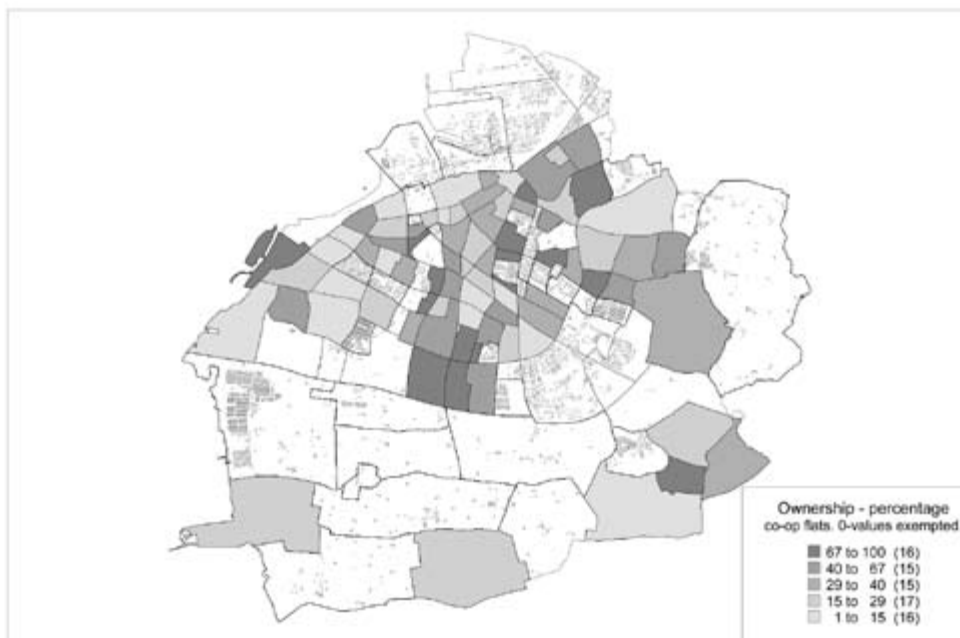 Ownership - percentage
co-op flats. 0-values exempted
67 to 100 (16)
40 to 67 (15)
29 to 40 (15)
15 to 29 (17)
1 to 15 (16)